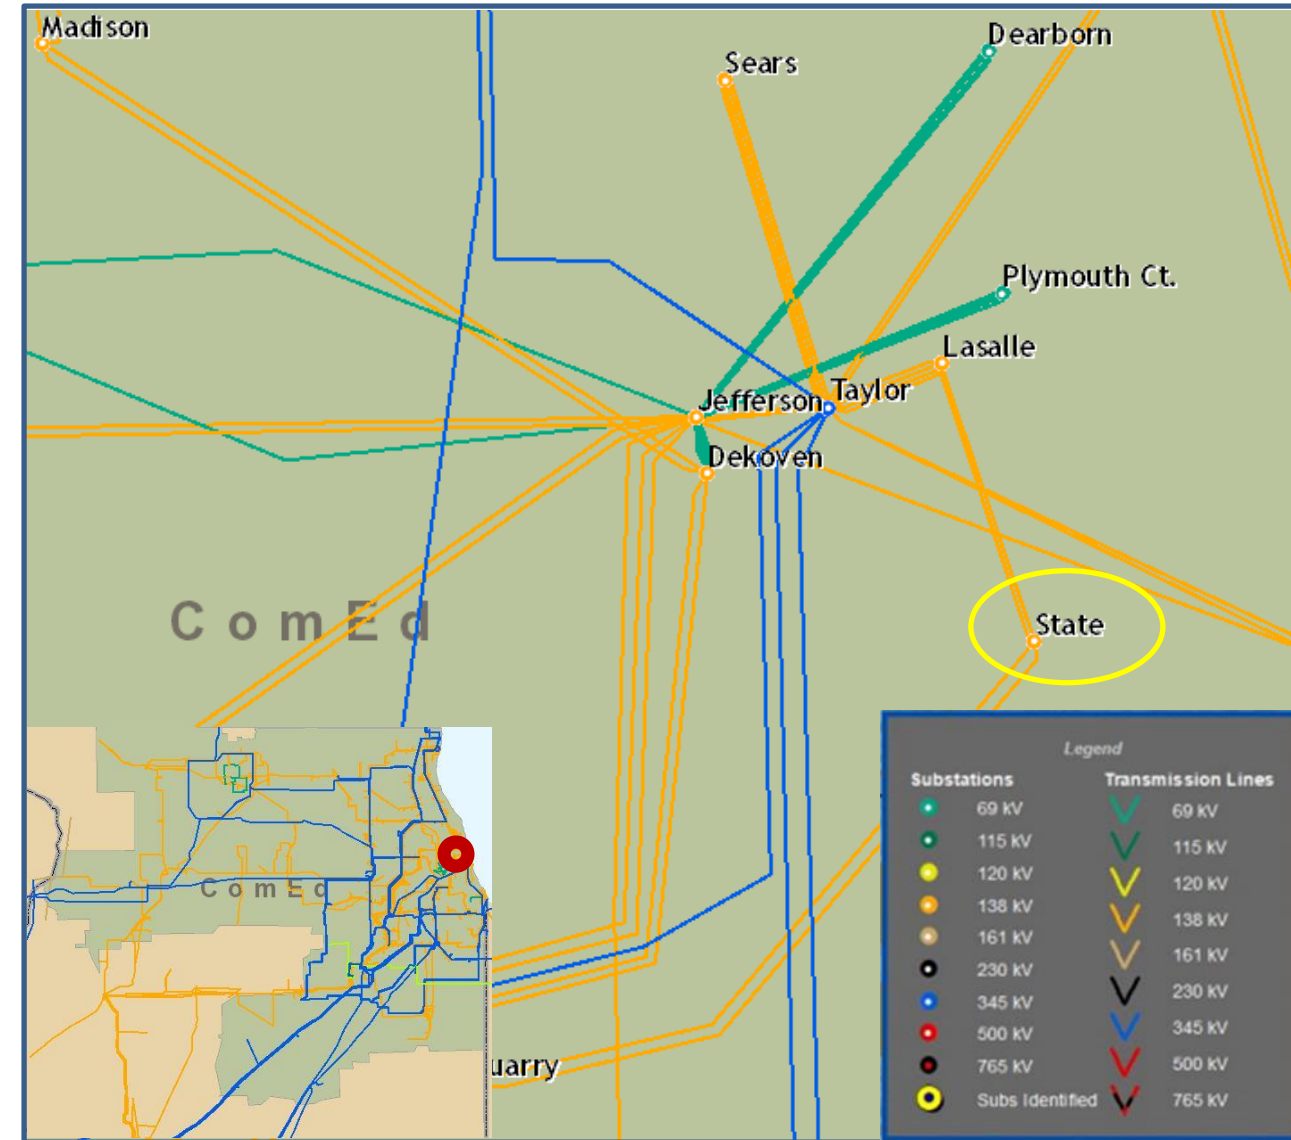 Madison
Dearborn
Sears
Plymouth Ct.
Lasalle
Taylor
Jefferson
Dekoven
ComEd
State
Legend
Substations
Transmission Lines
69 kV
69 kV
115 kV
115 kV
120 kV
120 kV
138 kV
138 kV
161 kV
161 kV
230 kV
230 kV
345 kV
345 kV
500 kV
500 kV
765 kV
Subs Identified
765 kV
ComEd
uarry